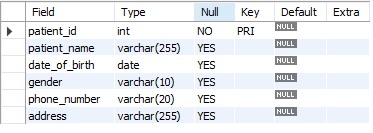 Field Type Null Key Default Extra
patient_id int NO PRI NULL
patient_name varchar(255) YES NULL
date_of_birth date YES NULL
gender varchar(10) YES NULL
phone_number varchar(20) YES NULL
address varchar(255) YES NULL